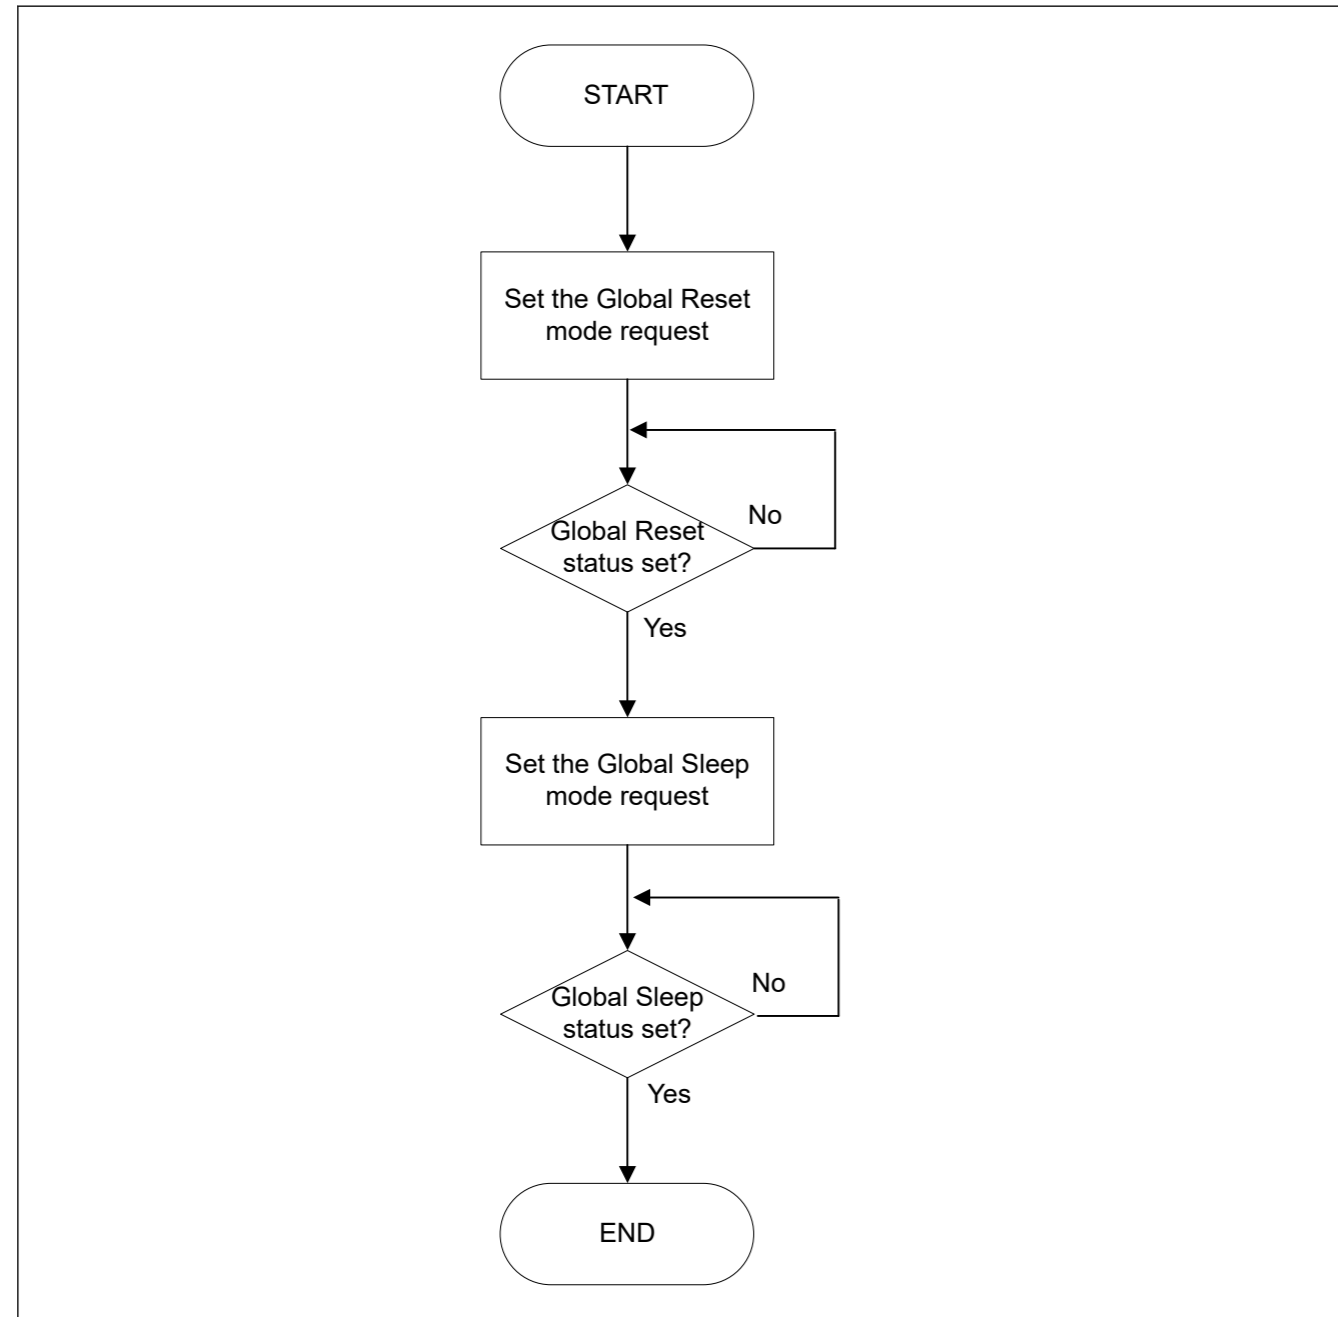 START
Set the Global Reset
mode request
No
Global Reset
status set?
Yes
Set the Global Sleep
mode request
No
Global Sleep
status set?
Yes
END